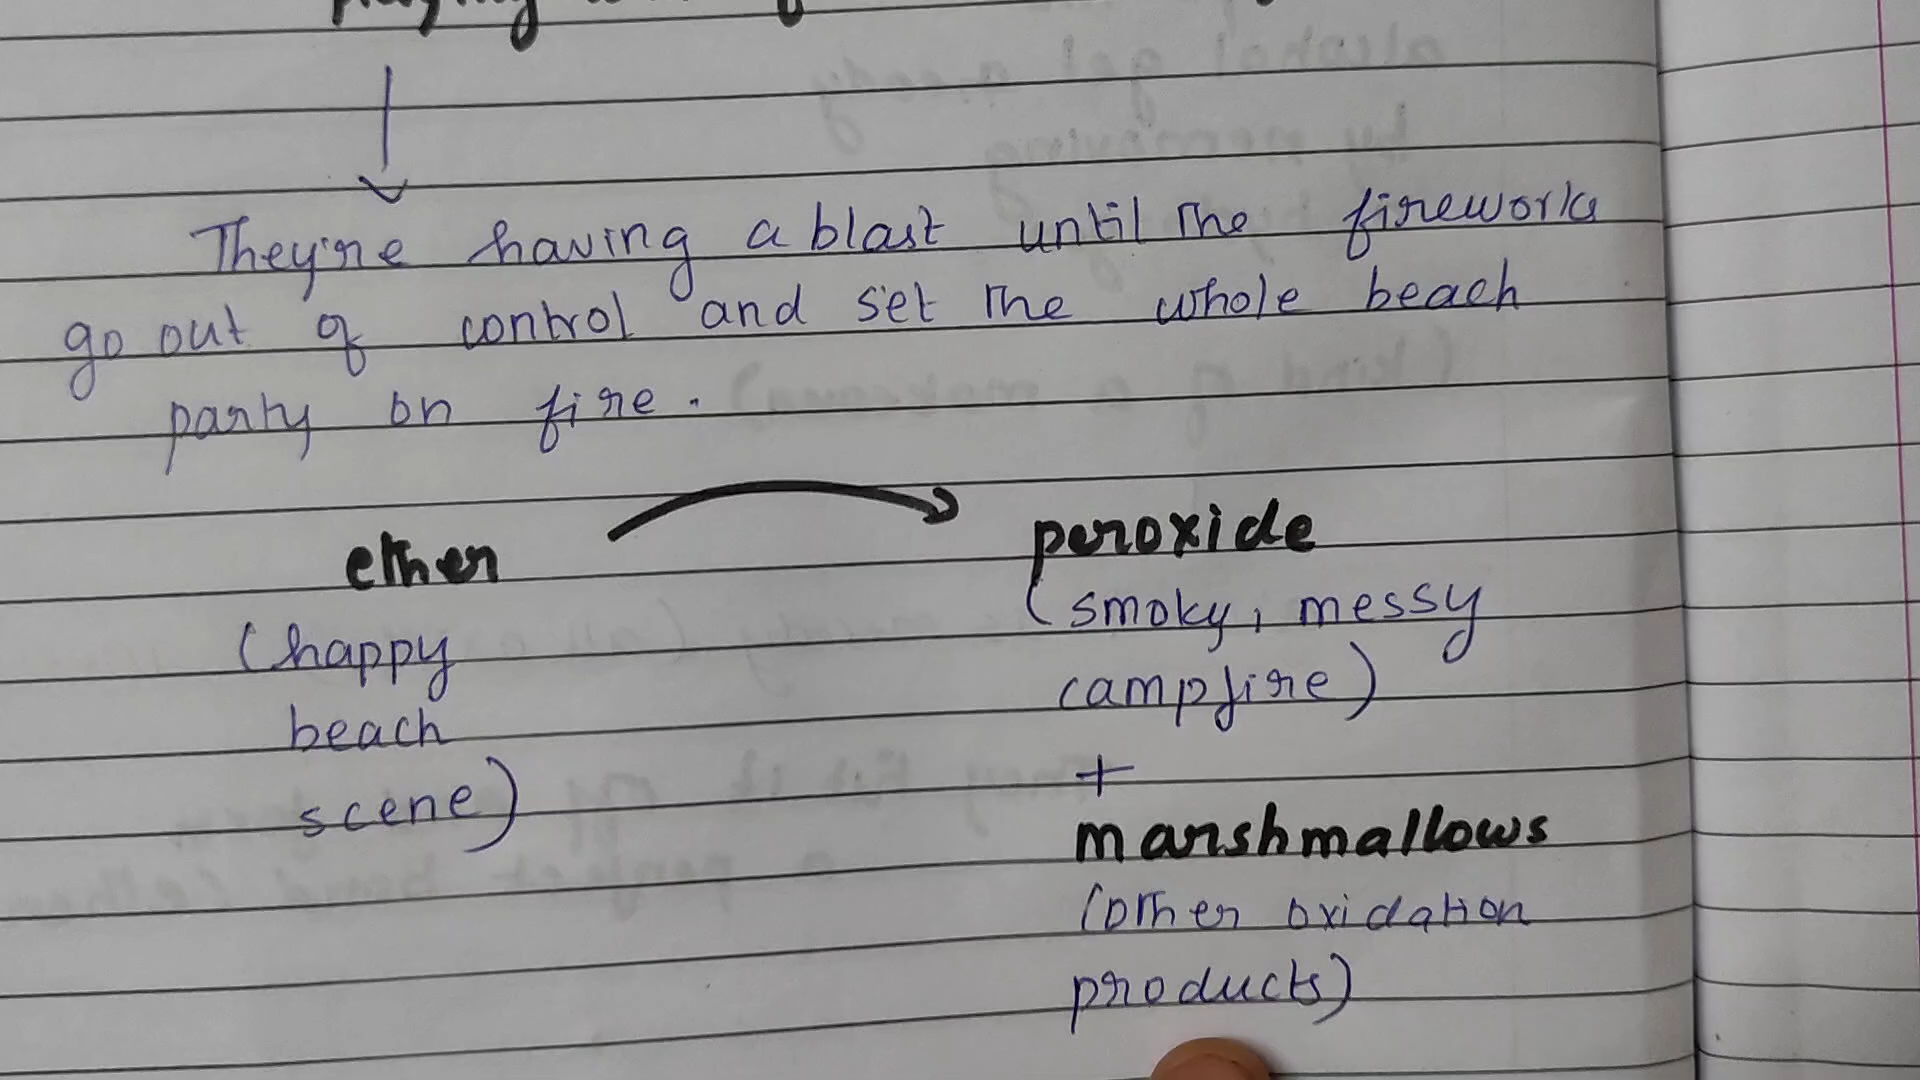 They're having a blast until the fireworks
go out of control and set the whole beach
party on fire.
ether
peroxide
(happy
beach
scene)
(smoky, messy
campfire)
+
marshmallows
(other oxidation
products)